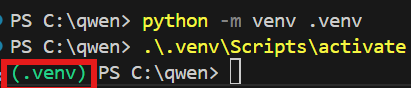 PS C:\qwen> python -m venv .venv
PS C:\qwen> .\.venv\Scripts\activate
(.venv) PS C:\qwen>